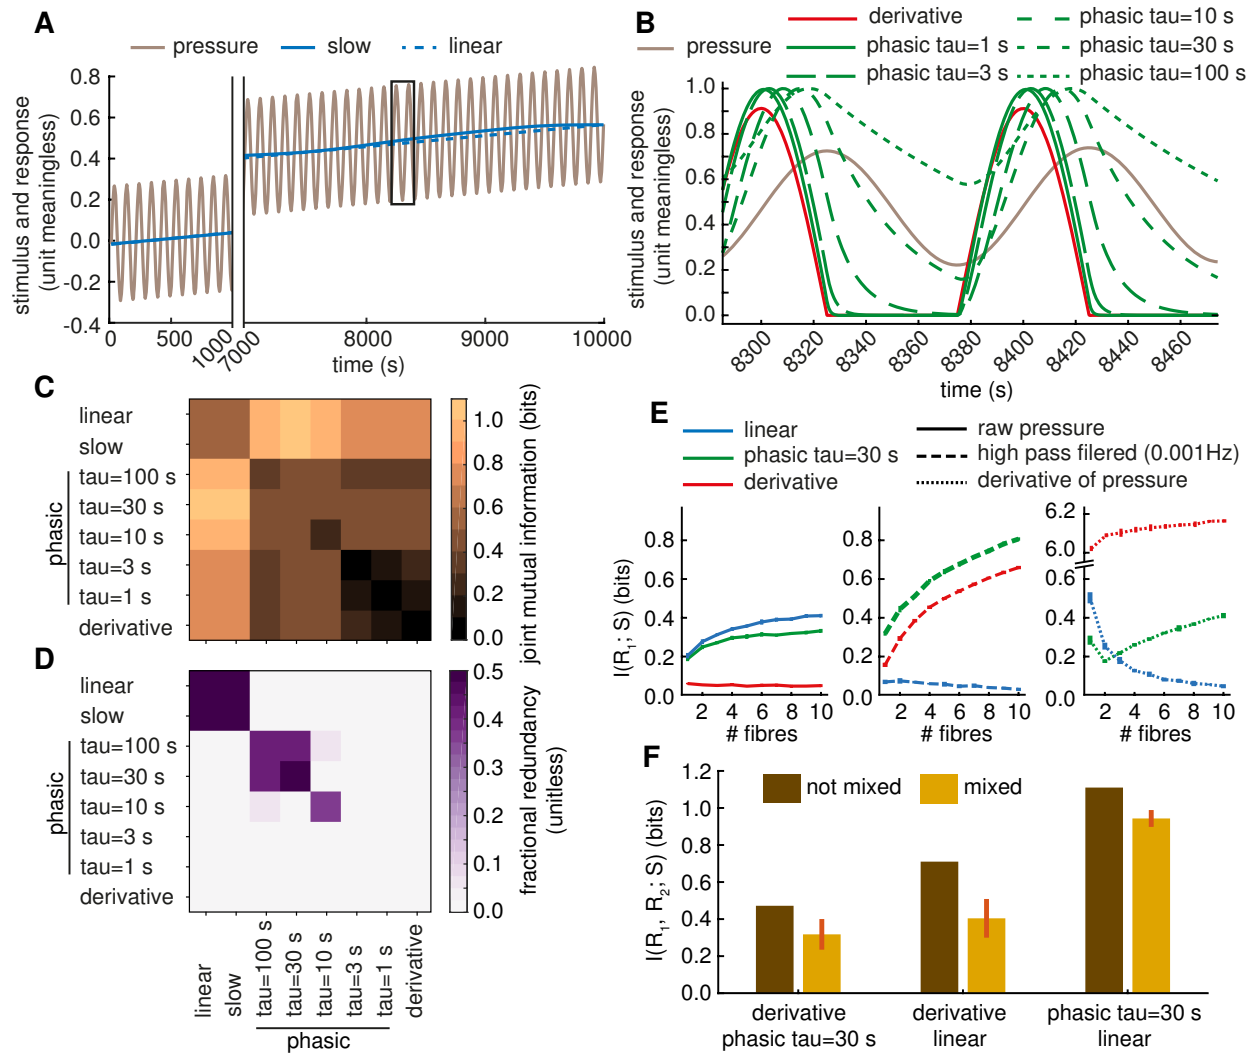 A
pressure slow linear
stimulus and response
(unit meaningless)
0.8
0.6
0.4
0.2
0.0
-0.2
-0.4
0 500 1000 7000 8000 9000 10000
time (s)
B
pressure
derivative
phasic tau=1 s
phasic tau=3 s
phasic tau=10 s
phasic tau=30 s
phasic tau=100 s
stimulus and response
(unit meaningless)
1.0
0.8
0.6
0.4
0.2
0.0
8300 8320 8340 8360 8380 8400 8420 8440 8460
time (s)
C
linear
slow
tau=100 s
tau=30 s
tau=10 s
tau=3 s
tau=1 s
derivative
phasic
1.0
0.8
0.6
0.4
0.2
0.0
joint mutual information (bits)
D
linear
slow
tau=100 s
tau=30 s
tau=10 s
tau=3 s
tau=1 s
derivative
phasic
linear
slow
tau=100 s
tau=30 s
tau=10 s
tau=3 s
tau=1 s
derivative
phasic
0.5
0.4
0.3
0.2
0.1
0.0
fractional redundancy
(unitless)
E
linear
phasic tau=30 s
derivative
raw pressure
high pass filered (0.001Hz)
derivative of pressure
I(R1; S) (bits)
0.8
0.6
0.4
0.2
0.0
2 4 6 8 10
# fibres
0.8
0.6
0.4
0.2
0.0
2 4 6 8 10
# fibres
6.2
6.0
0.6
0.4
0.2
0.0
2 4 6 8 10
# fibres
F
not mixed mixed
I(R1, R2; S) (bits)
1.2
1.0
0.8
0.6
0.4
0.2
0.0
derivative
phasic tau=30 s
derivative
linear
phasic tau=30 s
linear